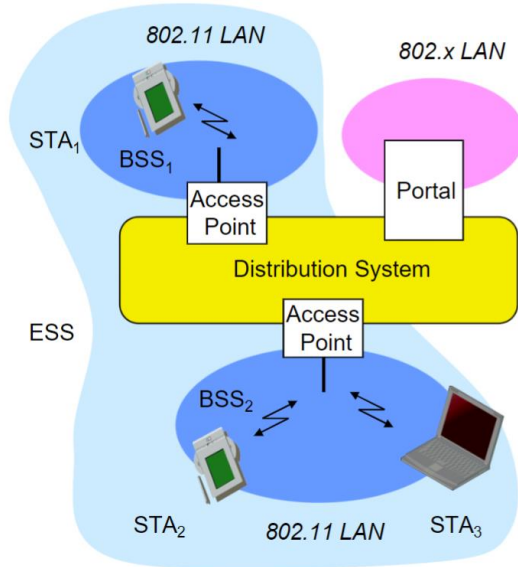 802.11 LAN
802.x LAN
STA₁
BSS₁
Access
Point
Portal
Distribution System
ESS
Access
Point
BSS₂
STA₂
802.11 LAN
STA₃